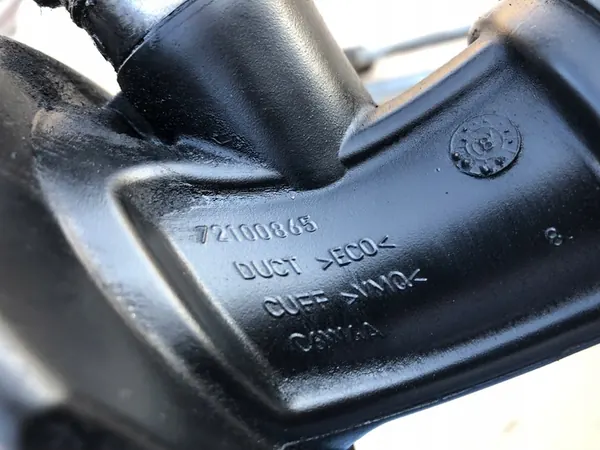 72100865
DUCT >ECO<
CUFF >VMQ<
8